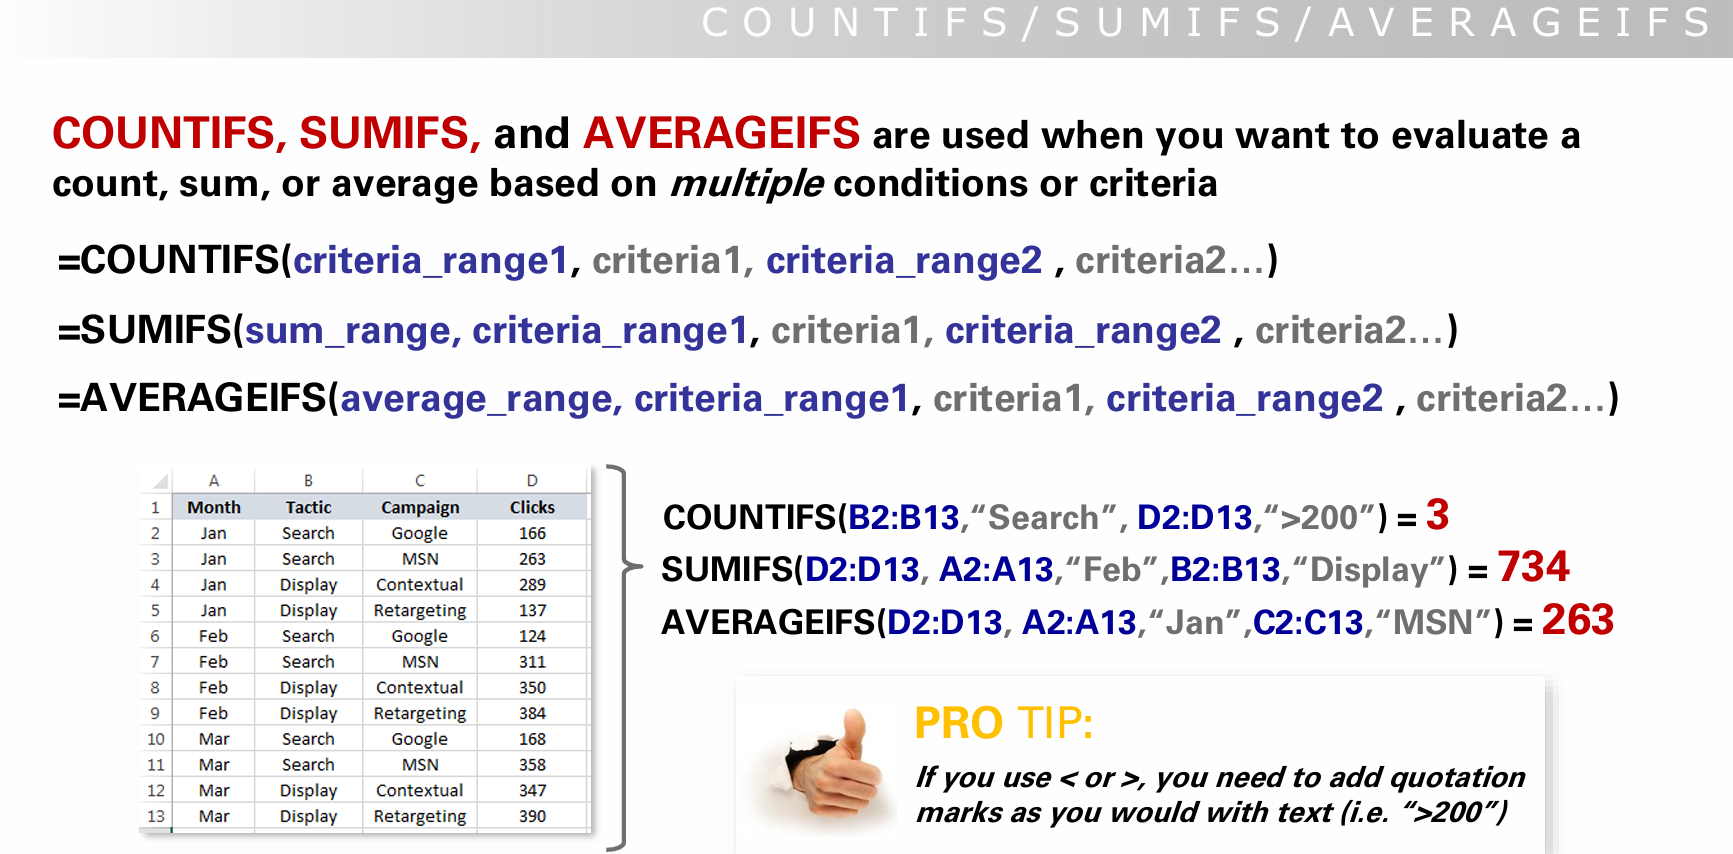 COUNTIFS/SUMIFS/AVERAGEIFS
COUNTIFS, SUMIFS, and AVERAGEIFS are used when you want to evaluate a
count, sum, or average based on multiple conditions or criteria
=COUNTIFS(criteria_range1, criteria1, criteria_range2 , criteria2…)
=SUMIFS(sum_range, criteria_range1, criteria1, criteria_range2 , criteria2…)
=AVERAGEIFS(average_range, criteria_range1, criteria1, criteria_range2 , criteria2…)
A B C D
1 Month Tactic Campaign Clicks
2 Jan Search Google 166
3 Jan Search MSN 263
4 Jan Display Contextual 289
5 Jan Display Retargeting 137
6 Feb Search Google 124
7 Feb Search MSN 311
8 Feb Display Contextual 350
9 Feb Display Retargeting 384
10 Mar Search Google 168
11 Mar Search MSN 358
12 Mar Display Contextual 347
13 Mar Display Retargeting 390
COUNTIFS(B2:B13,“Search”, D2:D13,“>200”) = 3
SUMIFS(D2:D13, A2:A13,“Feb”,B2:B13,“Display”) = 734
AVERAGEIFS(D2:D13, A2:A13,“Jan”,C2:C13,“MSN”) = 263
PRO TIP:
If you use < or >, you need to add quotation
marks as you would with text (i.e. “>200”)